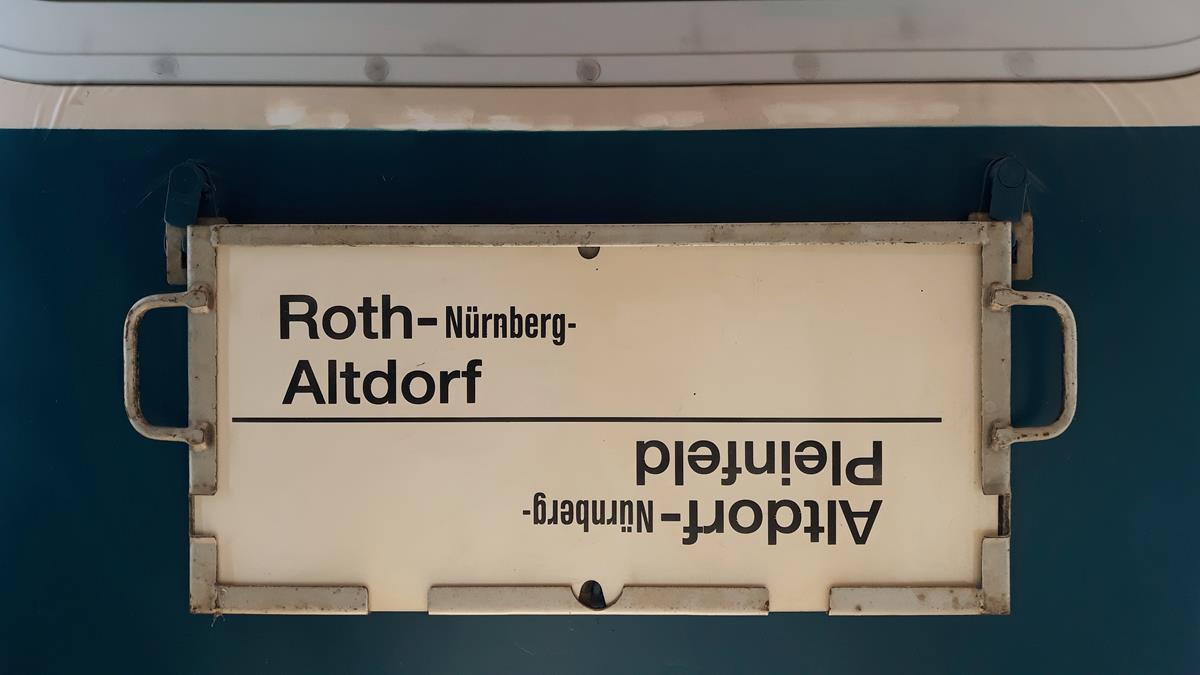 Roth-Nürnberg-
Altdorf
Altdorf-Nürnberg-
Pleinfeld